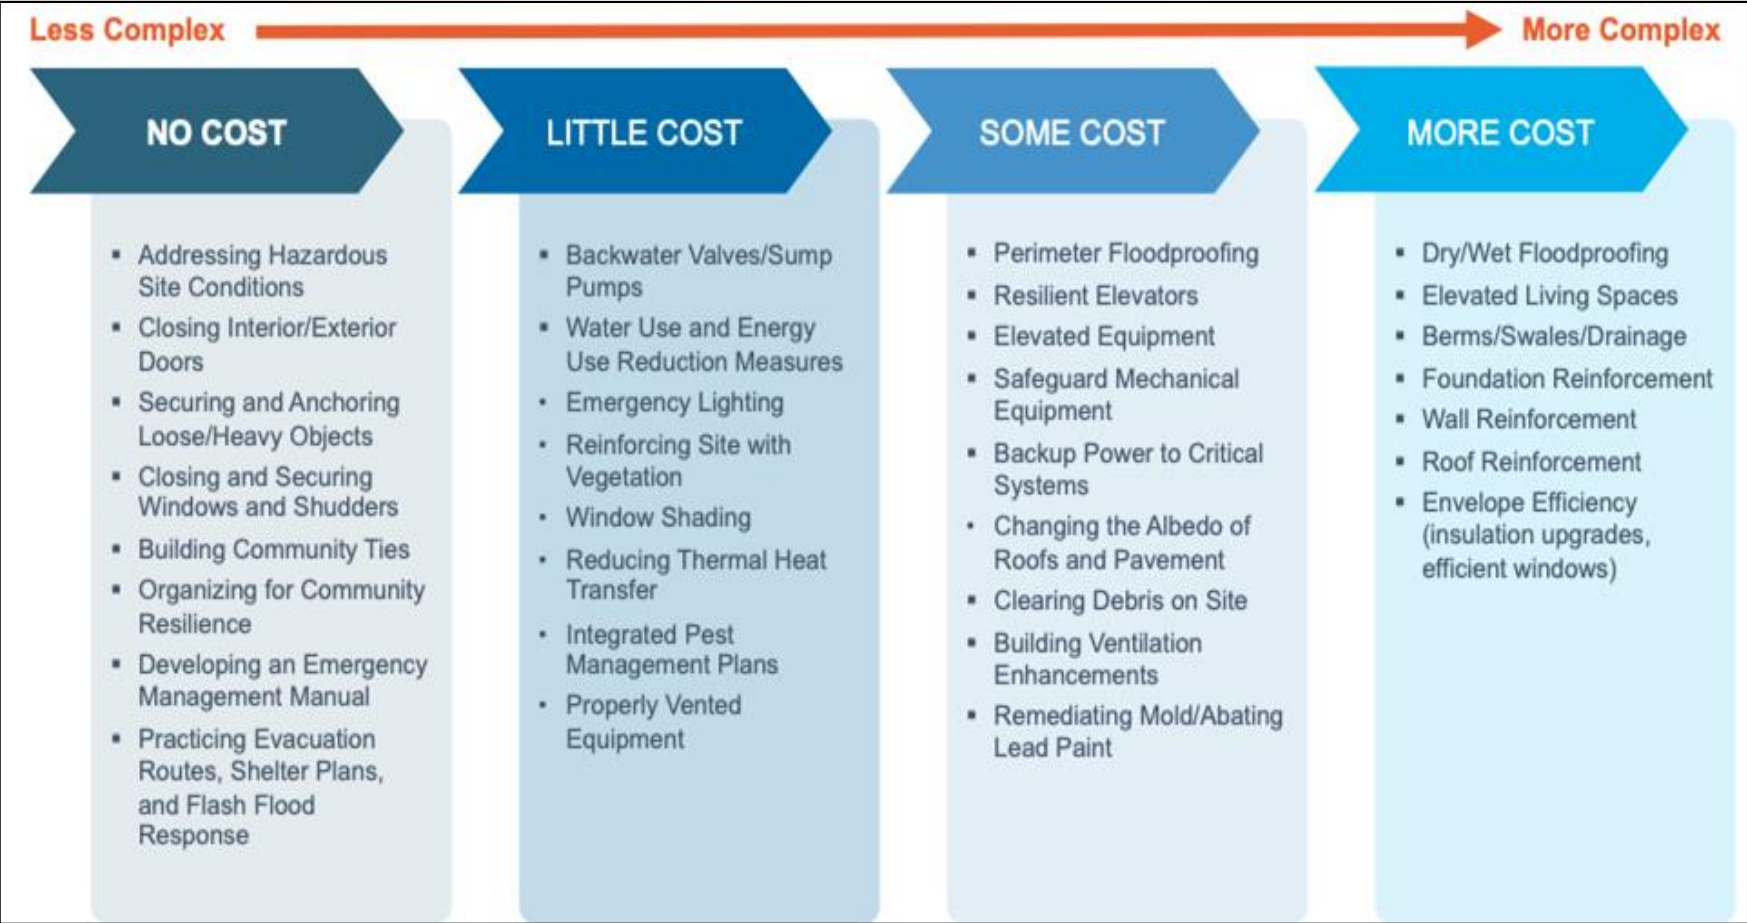 Less Complex
More Complex
NO COST
▪ Addressing Hazardous
Site Conditions
▪ Closing Interior/Exterior
Doors
▪ Securing and Anchoring
Loose/Heavy Objects
▪ Closing and Securing
Windows and Shudders
▪ Building Community Ties
▪ Organizing for Community
Resilience
▪ Developing an Emergency
Management Manual
▪ Practicing Evacuation
Routes, Shelter Plans,
and Flash Flood
Response
LITTLE COST
▪ Backwater Valves/Sump
Pumps
▪ Water Use and Energy
Use Reduction Measures
• Emergency Lighting
• Reinforcing Site with
Vegetation
• Window Shading
• Reducing Thermal Heat
Transfer
• Integrated Pest
Management Plans
• Properly Vented
Equipment
SOME COST
▪ Perimeter Floodproofing
▪ Resilient Elevators
▪ Elevated Equipment
▪ Safeguard Mechanical
Equipment
▪ Backup Power to Critical
Systems
• Changing the Albedo of
Roofs and Pavement
▪ Clearing Debris on Site
▪ Building Ventilation
Enhancements
▪ Remediating Mold/Abating
Lead Paint
MORE COST
▪ Dry/Wet Floodproofing
▪ Elevated Living Spaces
▪ Berms/Swales/Drainage
▪ Foundation Reinforcement
▪ Wall Reinforcement
▪ Roof Reinforcement
▪ Envelope Efficiency
(insulation upgrades,
efficient windows)